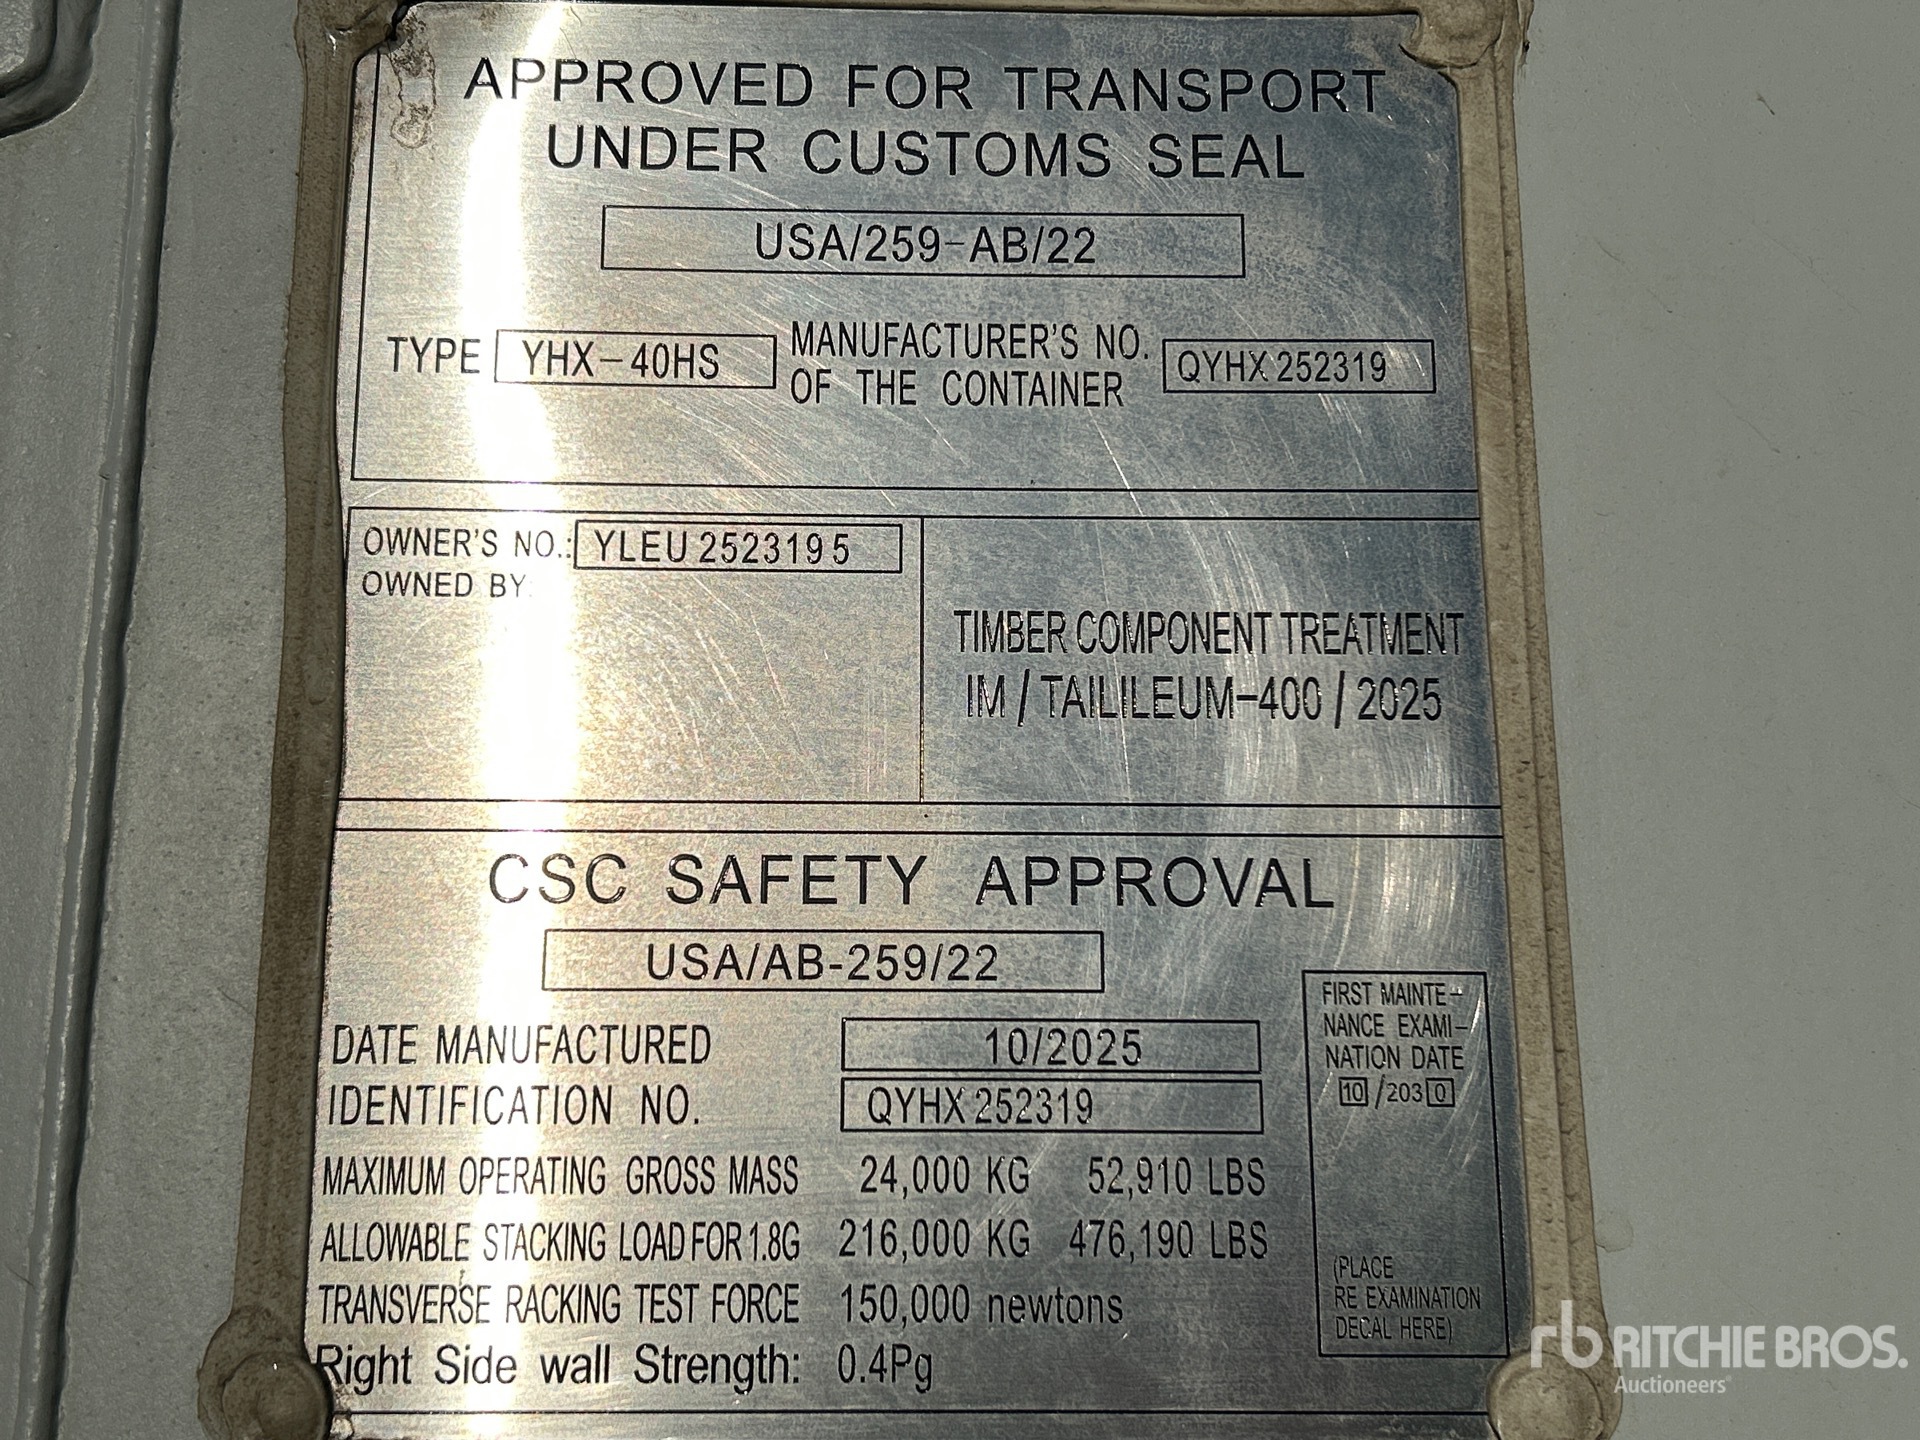 APPROVED FOR TRANSPORT
UNDER CUSTOMS SEAL
USA/259-AB/22
TYPE YHX-40HS
MANUFACTURER'S NO.
OF THE CONTAINER
QYHX 252319
OWNER'S NO.: YLEU 2523195
OWNED BY:
TIMBER COMPONENT TREATMENT
IM / TAILILEUM-400 / 2025
CSC SAFETY APPROVAL
USA/AB-259/22
DATE MANUFACTURED 10/2025
IDENTIFICATION NO. QYHX 252319
MAXIMUM OPERATING GROSS MASS 24,000 KG 52,910 LBS
ALLOWABLE STACKING LOAD FOR 1.8G 216,000 KG 476,190 LBS
TRANSVERSE RACKING TEST FORCE 150,000 newtons
Right Side wall Strength: 0.4Pg
FIRST MAINTE-
NANCE EXAMI-
NATION DATE
10/2030
(PLACE
RE EXAMINATION
DECAL HERE)
rb RITCHIE BROS.
Auctioneers